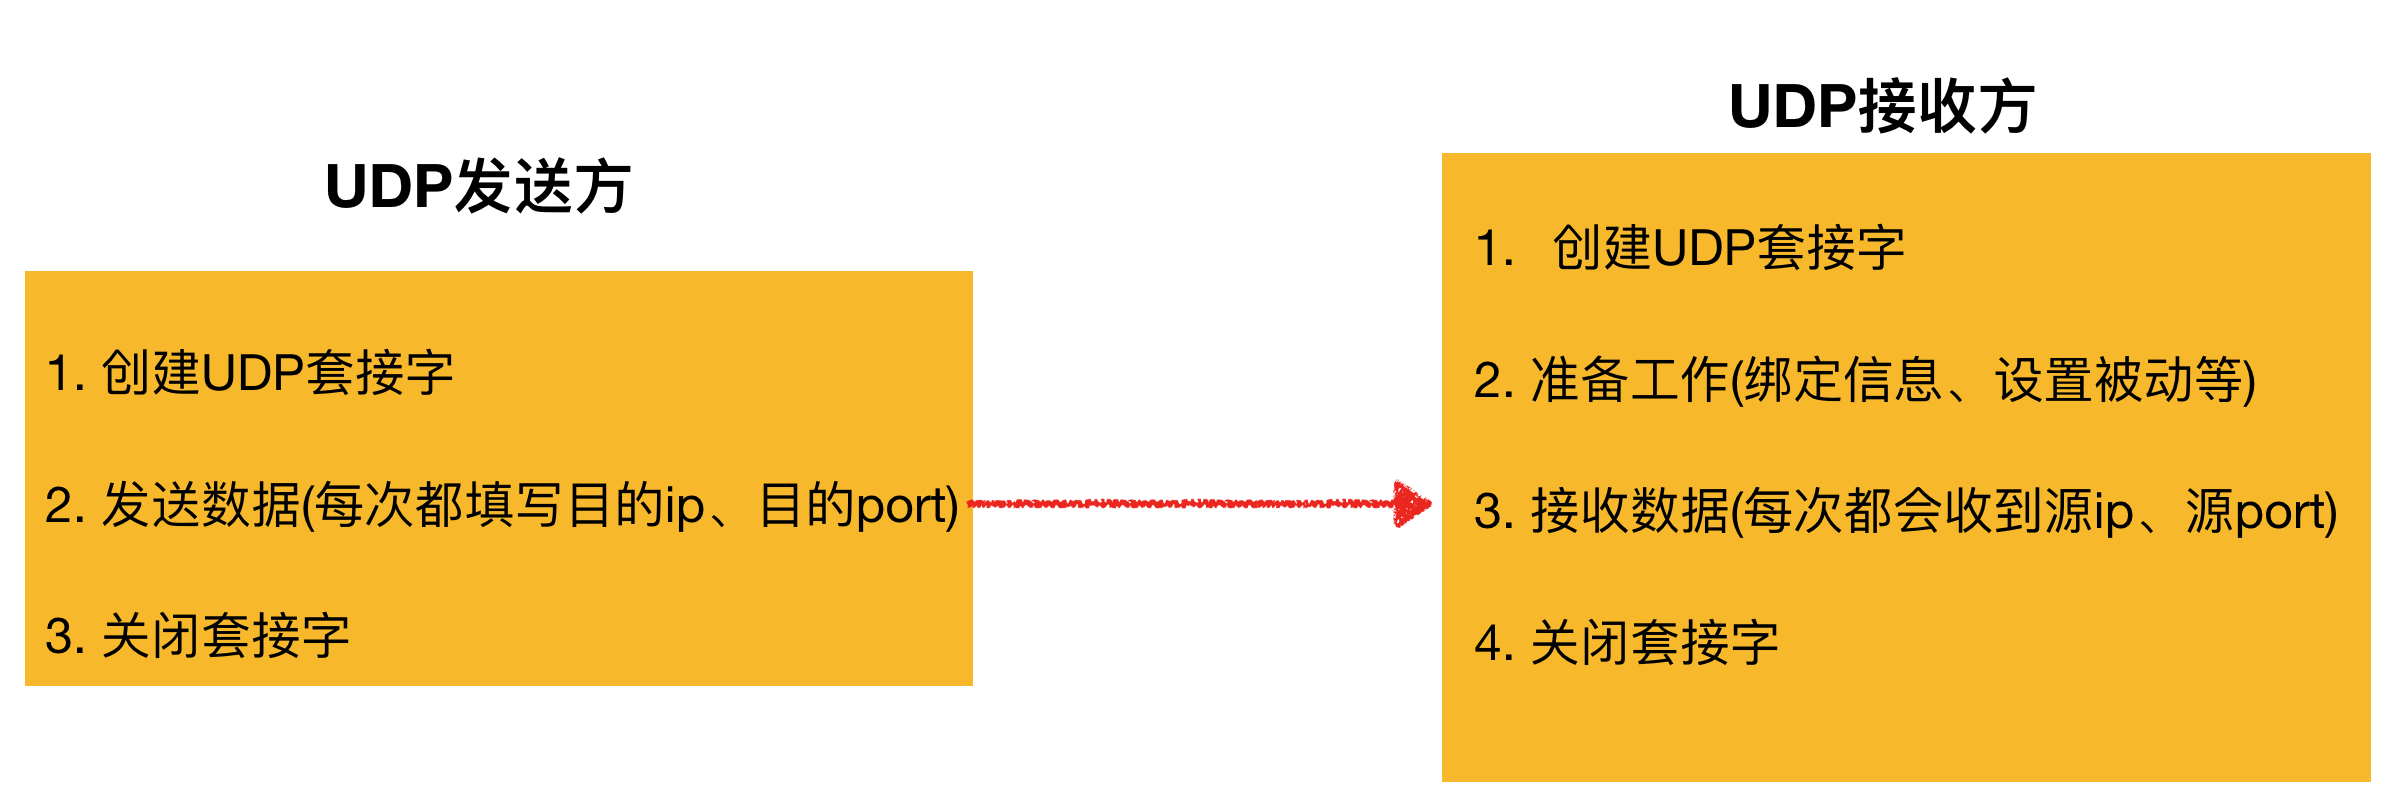 UDP发送方
1. 创建UDP套接字
2. 发送数据(每次都填写目的ip、目的port)
3. 关闭套接字
UDP接收方
1. 创建UDP套接字
2. 准备工作(绑定信息、设置被动等)
3. 接收数据(每次都会收到源ip、源port)
4. 关闭套接字